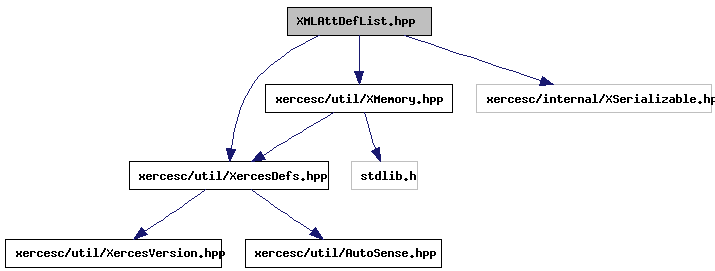 XMLAttDefList.hpp
xercesc/util/XMemory.hpp
xercesc/internal/XSerializable.hp
xercesc/util/XercesDefs.hpp
stdlib.h
xercesc/util/XercesVersion.hpp
xercesc/util/AutoSense.hpp